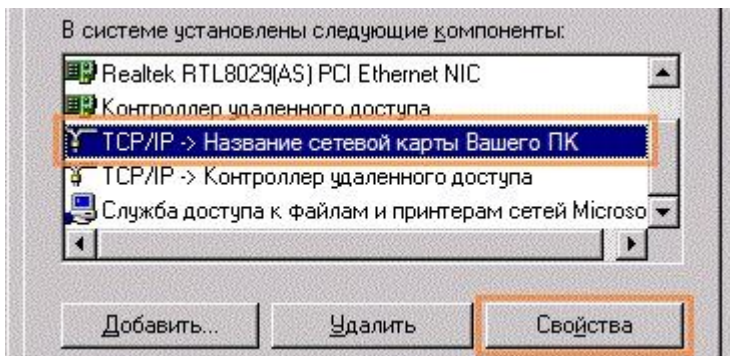 В системе установлены следующие компоненты:
Realtek RTL8029(AS) PCI Ethernet NIC
Контроллер удаленного доступа
TCP/IP -> Название сетевой карты Вашего ПК
TCP/IP -> Контроллер удаленного доступа
Служба доступа к файлам и принтерам сетей Microso
Добавить... Удалить Свойства